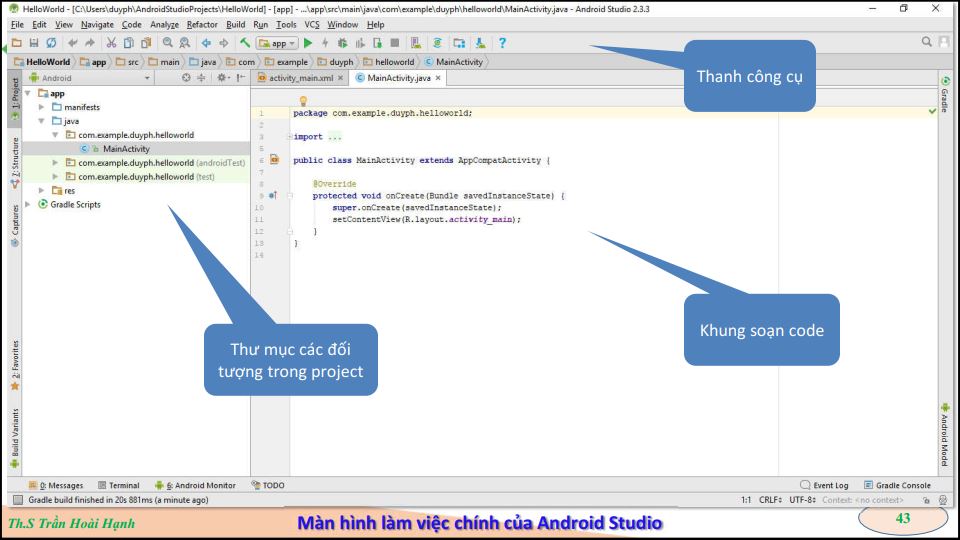 HelloWorld - [C:\Users\duyph\AndroidStudioProjects\HelloWorld] - [app] - ...\app\src\main\java\com\example\duyph\helloworld\MainActivity.java - Android Studio 2.3.3
File Edit View Navigate Code Analyze Refactor Build Run Tools VCS Window Help
app
HelloWorld app src main java com example duyph helloworld MainActivity
Thanh công cụ
1: Project
Z: Structure
Captures
2: Favorites
Build Variants
Android
app
manifests
java
com.example.duyph.helloworld
MainActivity
com.example.duyph.helloworld (androidTest)
com.example.duyph.helloworld (test)
res
Gradle Scripts
activity_main.xml × MainActivity.java ×
1 package com.example.duyph.helloworld;
2
3 import ...
5
6 public class MainActivity extends AppCompatActivity {
7
8 @Override
9 protected void onCreate(Bundle savedInstanceState) {
10 super.onCreate(savedInstanceState);
11 setContentView(R.layout.activity_main);
12 }
13 }
14
Gradle
Android Model
Khung soạn code
Thư mục các đối
tượng trong project
0: Messages Terminal 6: Android Monitor TODO Event Log Gradle Console
Gradle build finished in 20s 881ms (a minute ago) 1:1 CRLF÷ UTF-8÷ Context: <no context>
Th.S Trần Hoài Hạnh
Màn hình làm việc chính của Android Studio
43